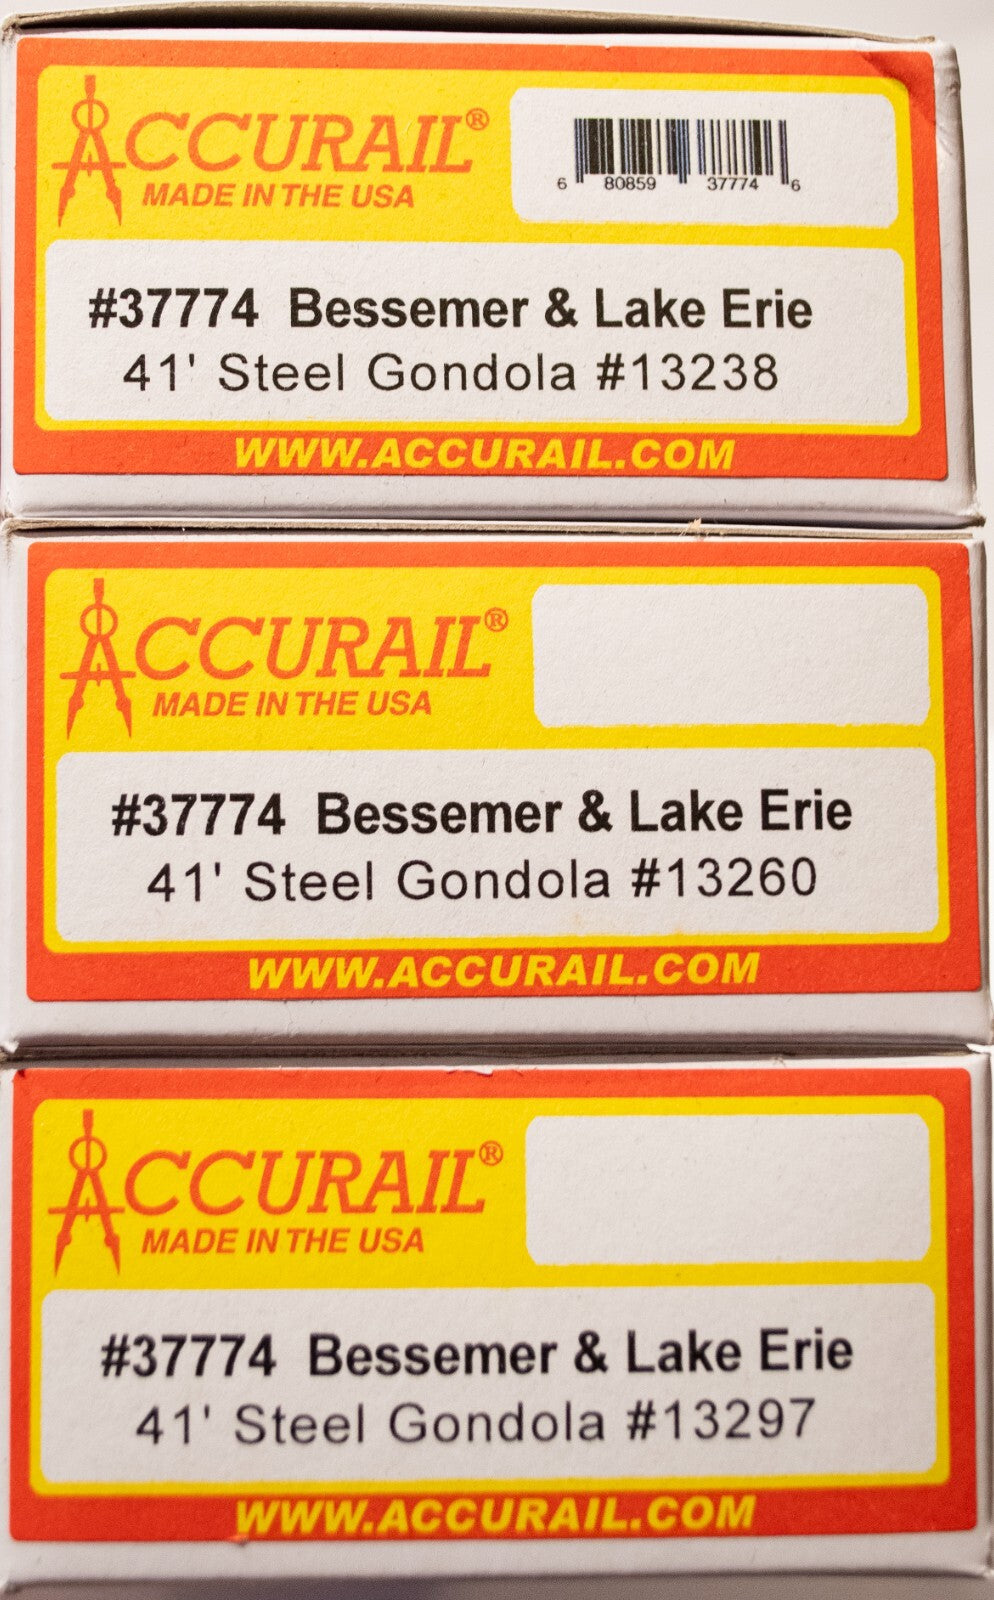 ACCURAIL®
MADE IN THE USA
6 80859 37774 6
#37774 Bessemer & Lake Erie
41' Steel Gondola #13238
WWW.ACCURAIL.COM
ACCURAIL®
MADE IN THE USA
#37774 Bessemer & Lake Erie
41' Steel Gondola #13260
WWW.ACCURAIL.COM
ACCURAIL®
MADE IN THE USA
#37774 Bessemer & Lake Erie
41' Steel Gondola #13297
WWW.ACCURAIL.COM